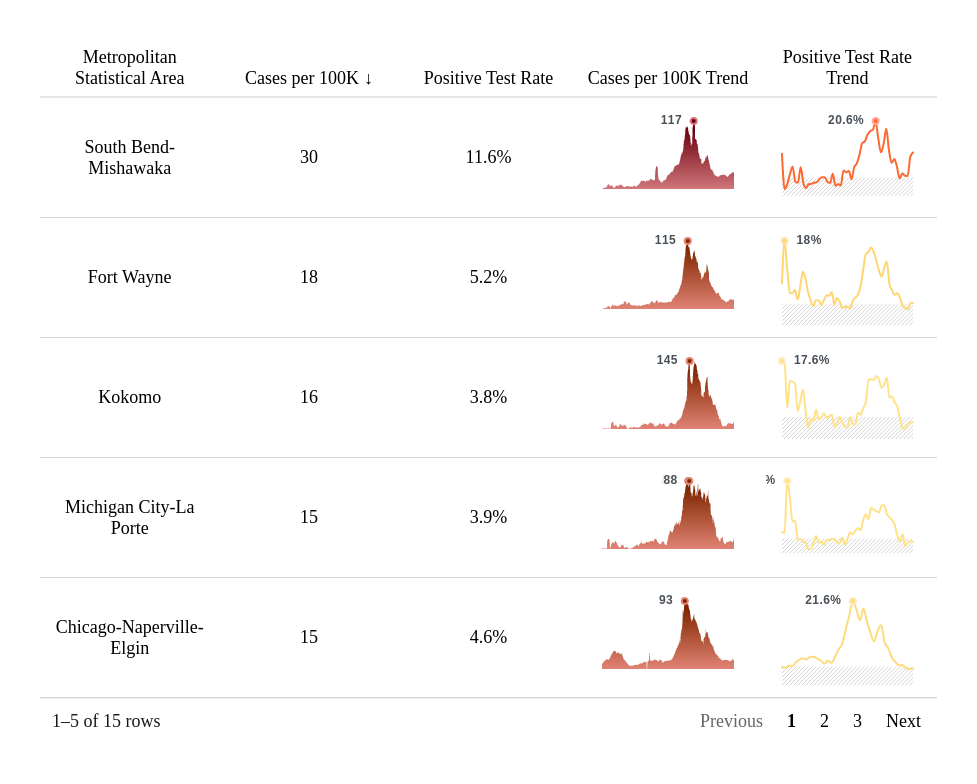 Metropolitan
Statistical Area
Cases per 100K ↓
Positive Test Rate
Cases per 100K Trend
Positive Test Rate
Trend
South Bend-
Mishawaka
30
11.6%
117
20.6%
Fort Wayne
18
5.2%
115
18%
Kokomo
16
3.8%
145
17.6%
Michigan City-La
Porte
15
3.9%
88
%
Chicago-Naperville-
Elgin
15
4.6%
93
21.6%
1–5 of 15 rows
Previous 1 2 3 Next